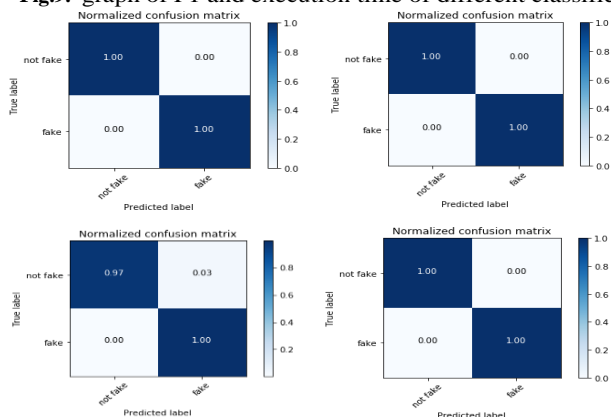 graph of F1 and execution time of different classifie
Normalized confusion matrix
True label
not fake
fake
1.00 0.00
0.00 1.00
not fake
fake
Predicted label
1.0
0.8
0.6
0.4
0.2
0.0
Normalized confusion matrix
True label
not fake
fake
1.00 0.00
0.00 1.00
not fake
fake
Predicted label
1.0
0.8
0.6
0.4
0.2
0.0
Normalized confusion matrix
True label
not fake
fake
0.97 0.03
0.00 1.00
not fake
fake
Predicted label
0.8
0.6
0.4
0.2
Normalized confusion matrix
True label
not fake
fake
1.00 0.00
0.00 1.00
not fake
fake
Predicted label
1.0
0.8
0.6
0.4
0.2
0.0